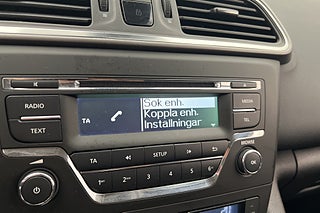 RADIO
MEDIA
TEXT
TEL
TA
Sök enh.
Koppla enh.
Inställningar
TA
SETUP
BROWSE
OK
1 2 3 4 5 6